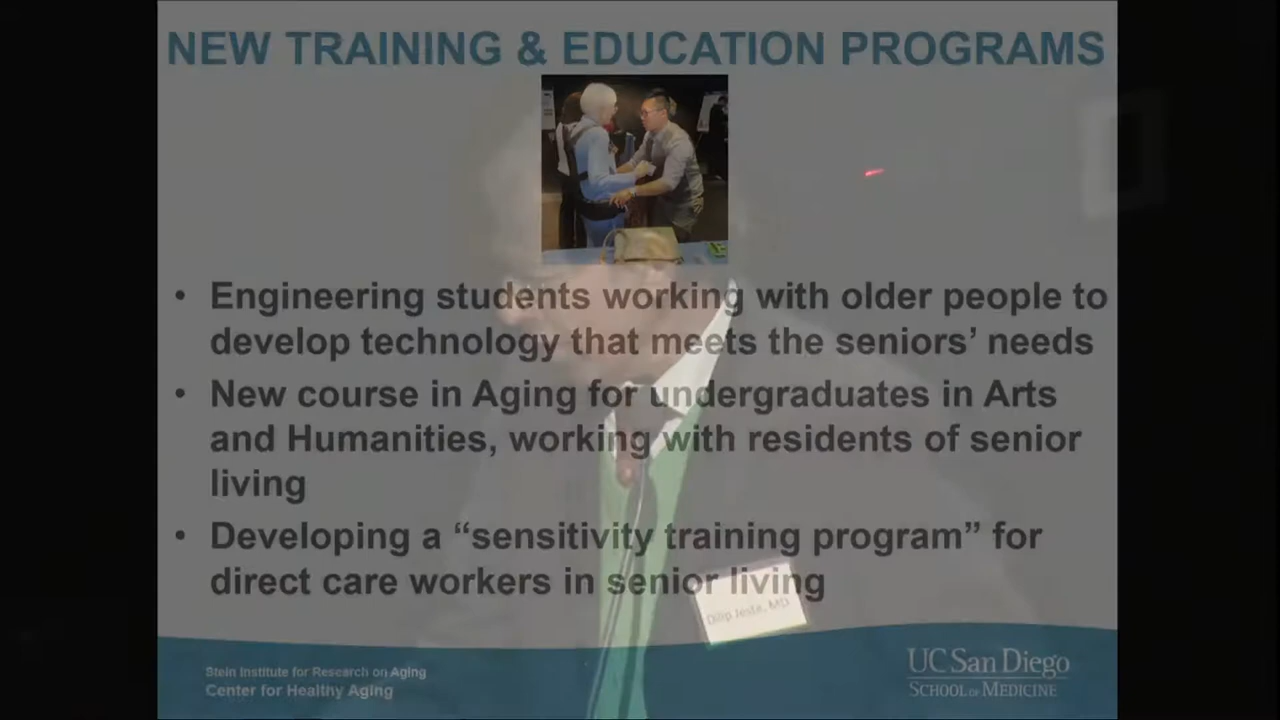 NEW TRAINING & EDUCATION PROGRAMS
• Engineering students working with older people to
develop technology that meets the seniors’ needs
• New course in Aging for undergraduates in Arts
and Humanities, working with residents of senior
living
• Developing a “sensitivity training program” for
direct care workers in senior living
Dilip Jeste, MD
Stein Institute for Research on Aging
Center for Healthy Aging
UC San Diego
SCHOOL OF MEDICINE